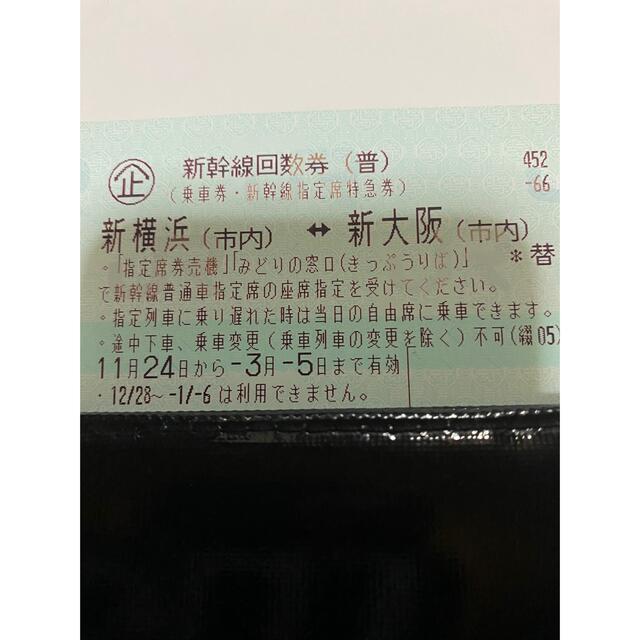 企 新幹線回数券(普) 452
(乗車券・新幹線指定席特急券) -66
新横浜(市内) ↔ 新大阪(市内)
*替
・「指定席券売機」「みどりの窓口(きっぷうりば)」
で新幹線普通車指定席の座席指定を受けてください。
・指定列車に乗り遅れた時は当日の自由席に乗車できます。
・途中下車、乗車変更(乗車列車の変更を除く)不可(綴05)
11月24日から-3月-5日まで有効
・12/28～-1/-6は利用できません。